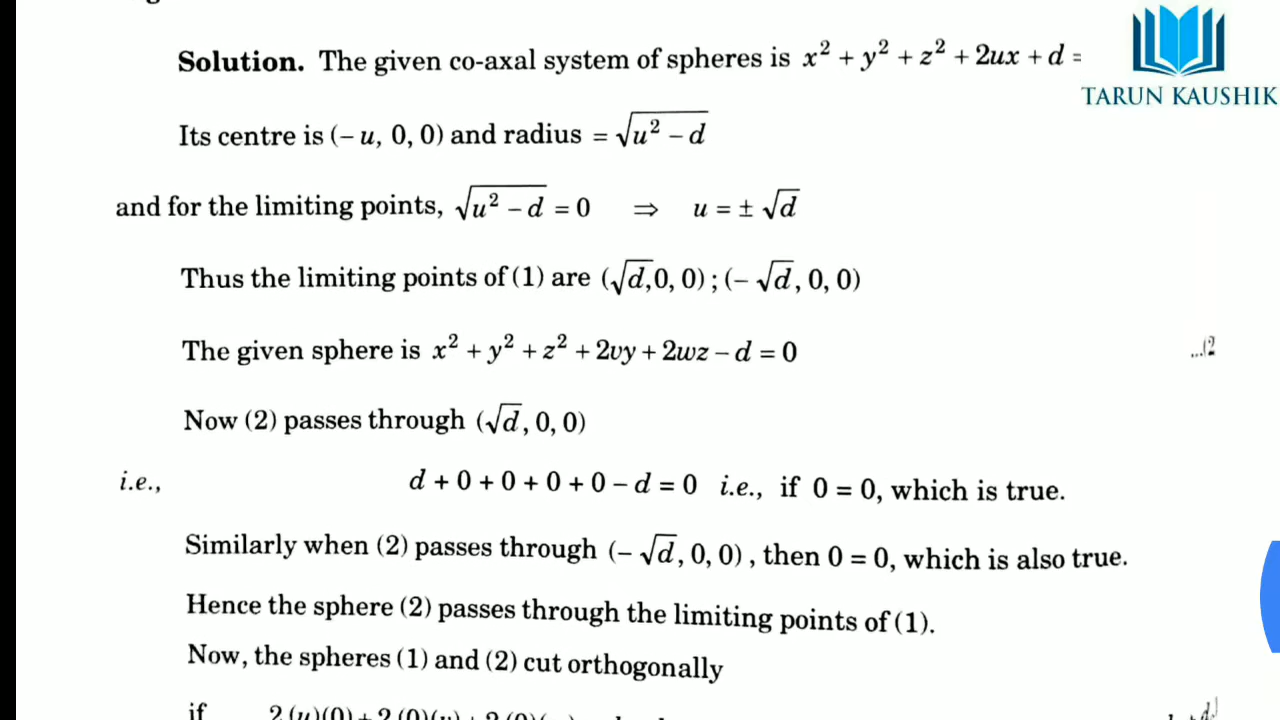 Solution. The given co-axal system of spheres is x² + y² + z² + 2ux + d =
TARUN KAUSHIK
Its centre is (– u, 0, 0) and radius = √(u² – d)
and for the limiting points, √(u² – d) = 0 ⇒ u = ± √d
Thus the limiting points of (1) are (√d, 0, 0) ; (– √d, 0, 0)
The given sphere is x² + y² + z² + 2vy + 2wz – d = 0 ...(2
Now (2) passes through (√d, 0, 0)
i.e., d + 0 + 0 + 0 + 0 – d = 0 i.e., if 0 = 0, which is true.
Similarly when (2) passes through (– √d, 0, 0) , then 0 = 0, which is also true.
Hence the sphere (2) passes through the limiting points of (1).
Now, the spheres (1) and (2) cut orthogonally
if